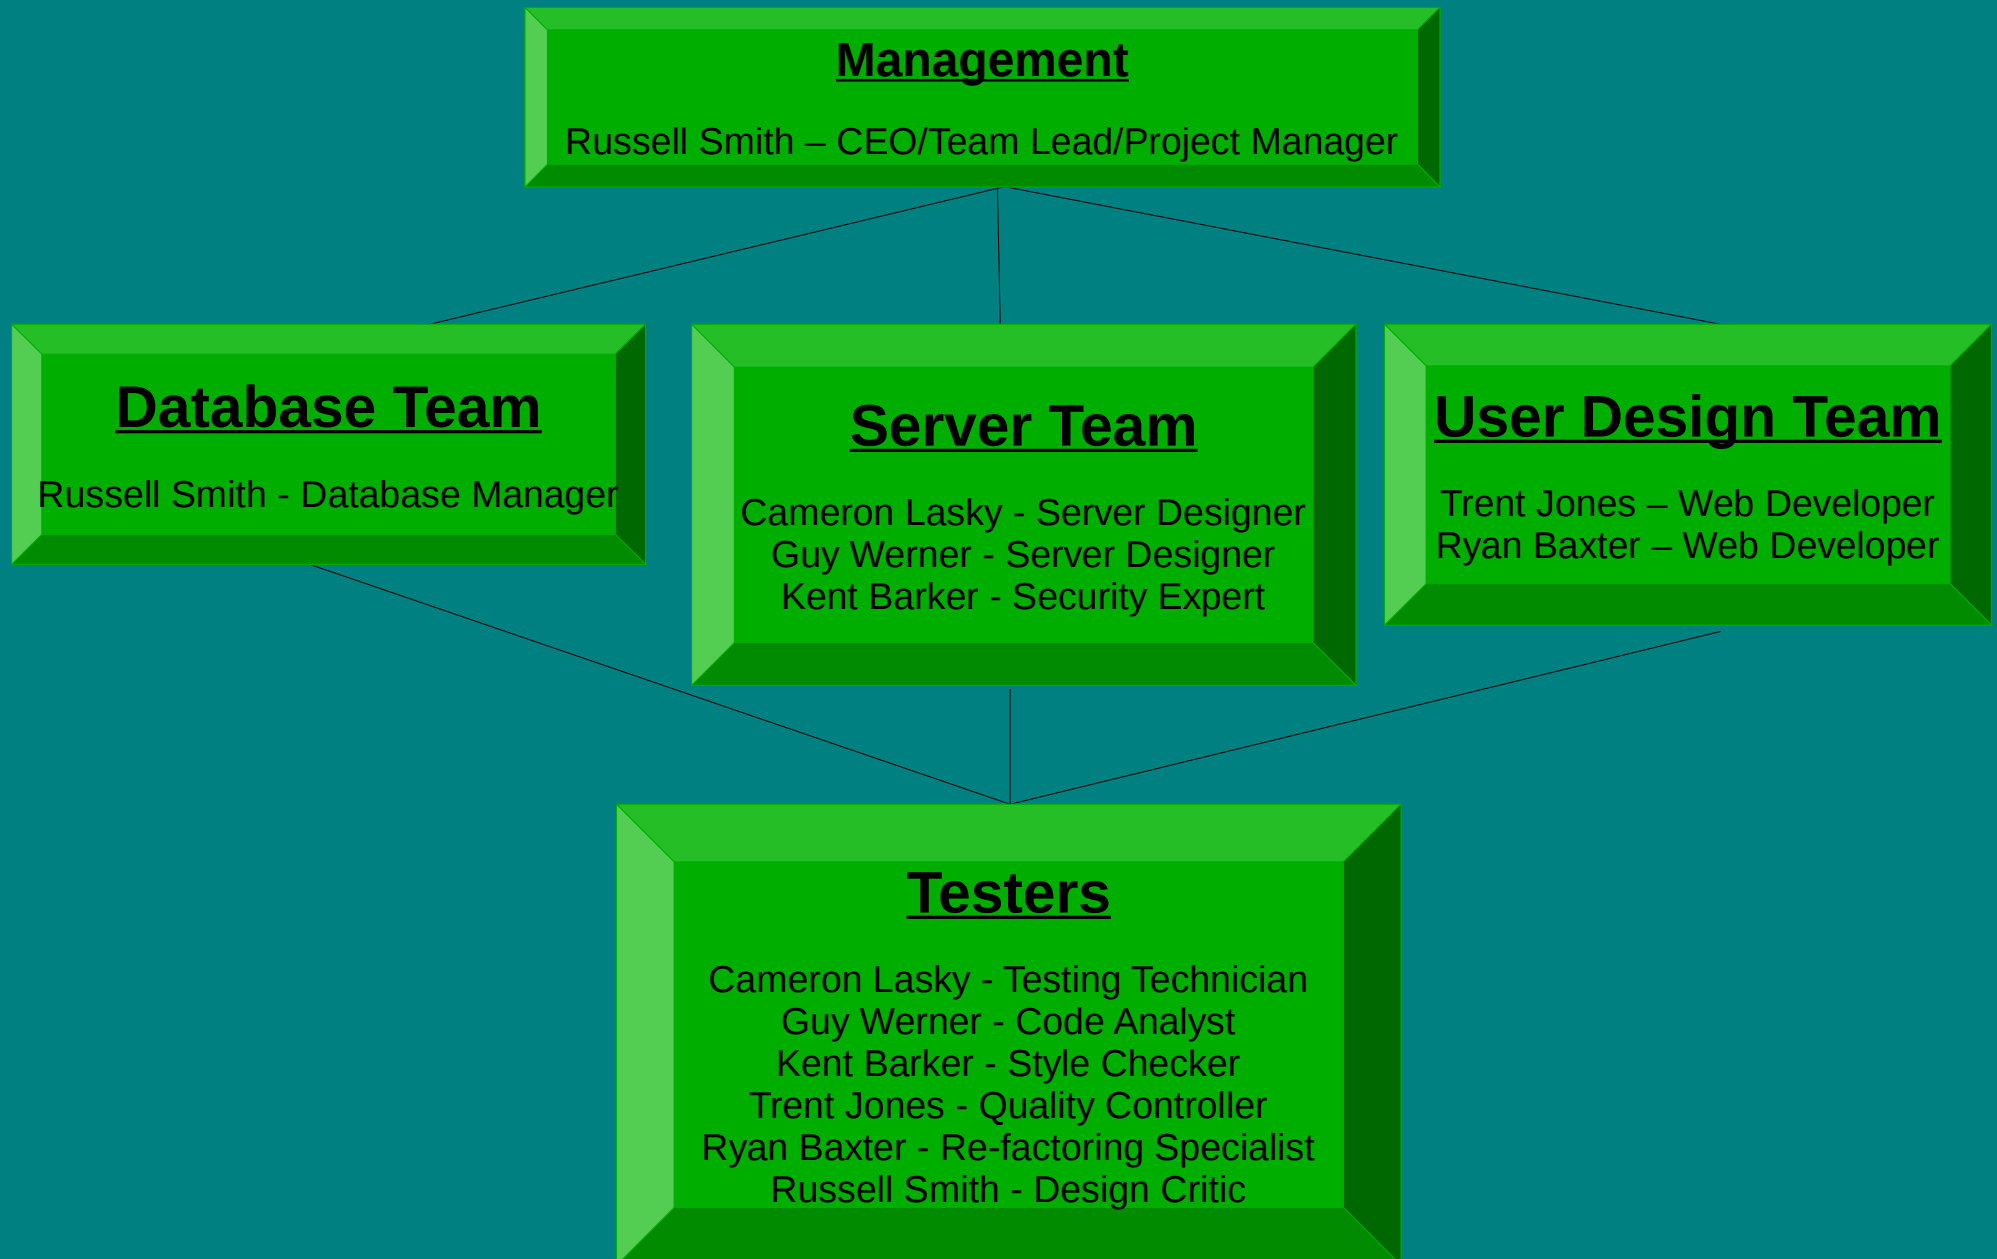 Management
Russell Smith – CEO/Team Lead/Project Manager
Database Team
Russell Smith - Database Manager
Server Team
Cameron Lasky - Server Designer
Guy Werner - Server Designer
Kent Barker - Security Expert
User Design Team
Trent Jones – Web Developer
Ryan Baxter – Web Developer
Testers
Cameron Lasky - Testing Technician
Guy Werner - Code Analyst
Kent Barker - Style Checker
Trent Jones - Quality Controller
Ryan Baxter - Re-factoring Specialist
Russell Smith - Design Critic